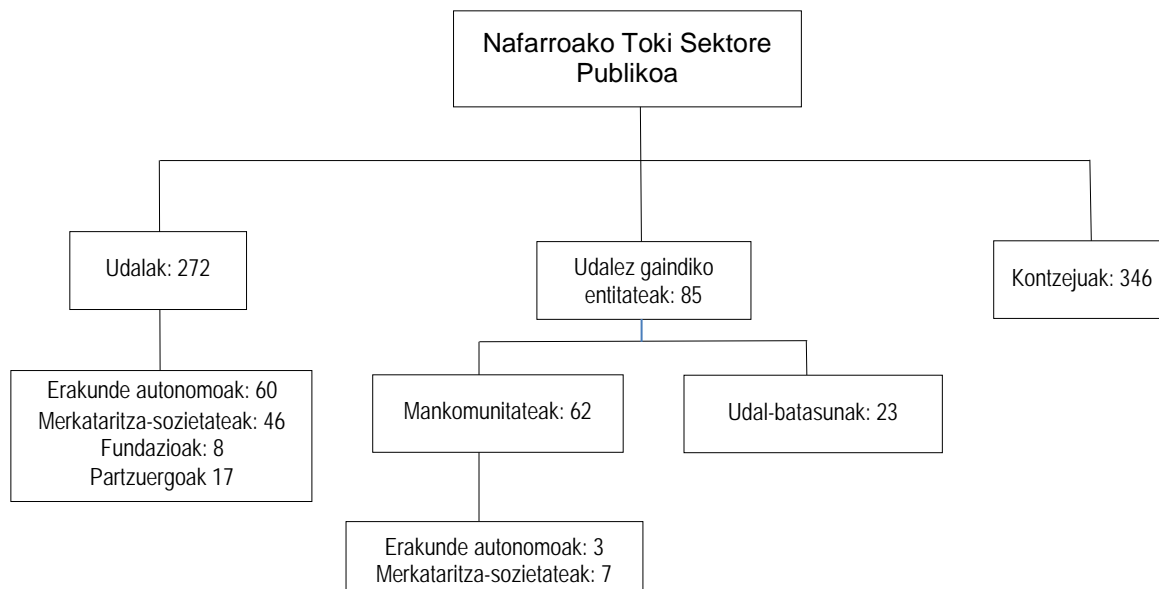 Nafarroako Toki Sektore
Publikoa
Udalak: 272
Udalez gaindiko
entitateak: 85
Kontzejuak: 346
Erakunde autonomoak: 60
Merkataritza-sozietateak: 46
Fundazioak: 8
Partzuergoak 17
Mankomunitateak: 62
Udal-batasunak: 23
Erakunde autonomoak: 3
Merkataritza-sozietateak: 7